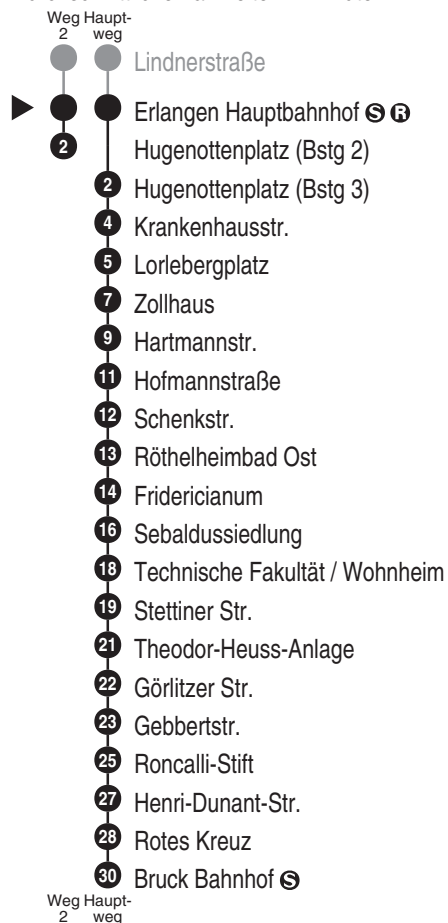 Weg Haupt-
2 weg
Lindnerstraße
Erlangen Hauptbahnhof S R
2 Hugenottenplatz (Bstg 2)
2 Hugenottenplatz (Bstg 3)
4 Krankenhausstr.
5 Lorlebergplatz
7 Zollhaus
9 Hartmannstr.
11 Hofmannstraße
12 Schenkstr.
13 Röthelheimbad Ost
14 Fridericianum
16 Sebaldussiedlung
18 Technische Fakultät / Wohnheim
19 Stettiner Str.
21 Theodor-Heuss-Anlage
22 Görlitzer Str.
23 Gebbertstr.
25 Roncalli-Stift
27 Henri-Dunant-Str.
28 Rotes Kreuz
30 Bruck Bahnhof S
Weg Haupt-
2 weg